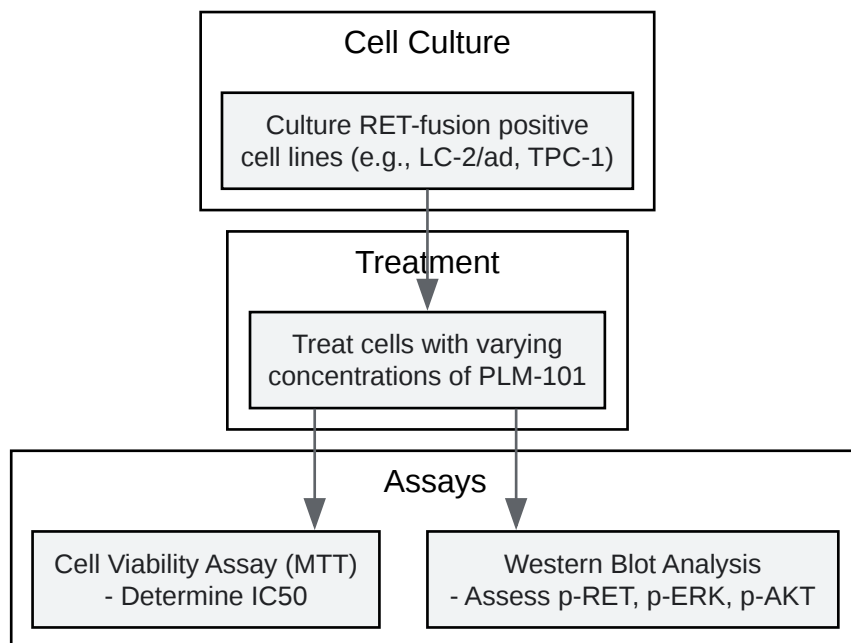 Cell Culture
Culture RET-fusion positive
cell lines (e.g., LC-2/ad, TPC-1)
Treatment
Treat cells with varying
concentrations of PLM-101
Assays
Cell Viability Assay (MTT)
- Determine IC50
Western Blot Analysis
- Assess p-RET, p-ERK, p-AKT